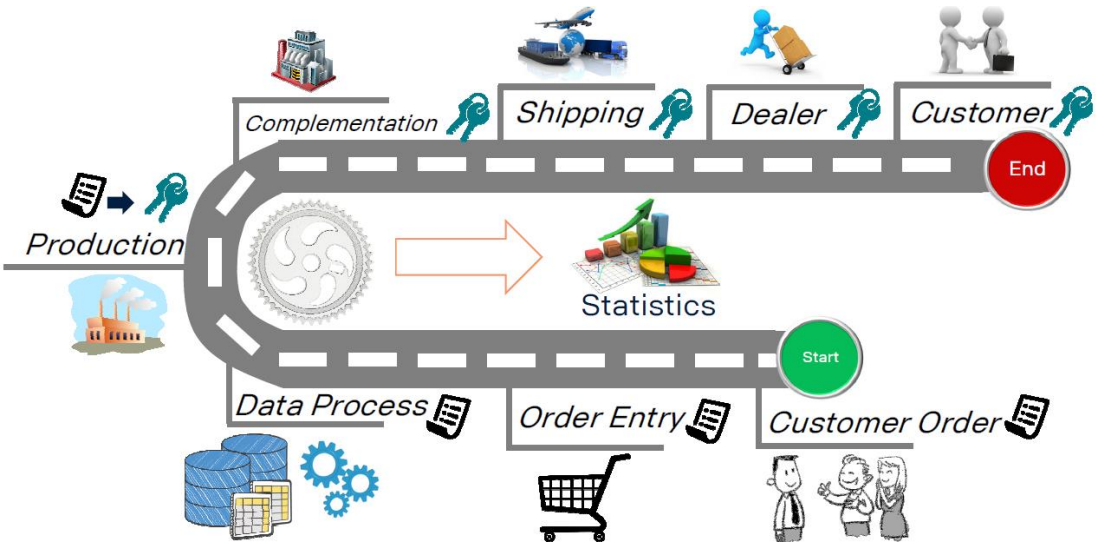 Complementation
Shipping
Dealer
Customer
End
Production
Statistics
Start
Data Process
Order Entry
Customer Order